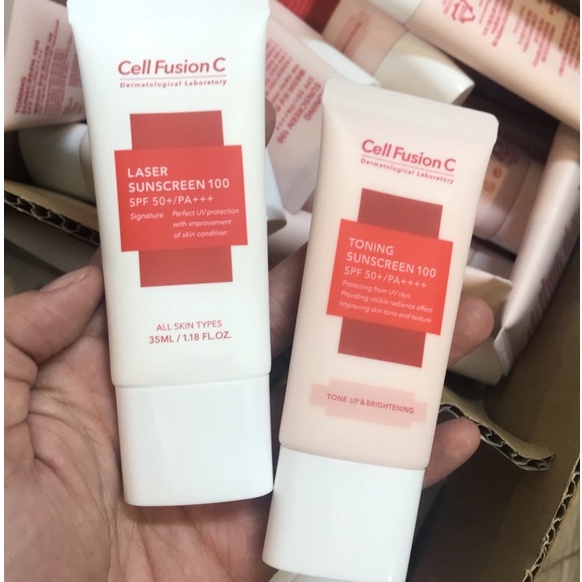 Cell Fusion C
Dermatological Laboratory
LASER
SUNSCREEN 100
SPF 50+/PA+++
Signature
Perfect UV protection
with improvement
of skin condition
ALL SKIN TYPES
35ML / 1.18 FL.OZ.
Cell Fusion C
Dermatological Laboratory
TONING
SUNSCREEN 100
SPF 50+/PA++++
Protecting from UV rays
Providing visible radiance effect
Improving skin tone and texture
TONE UP & BRIGHTENING